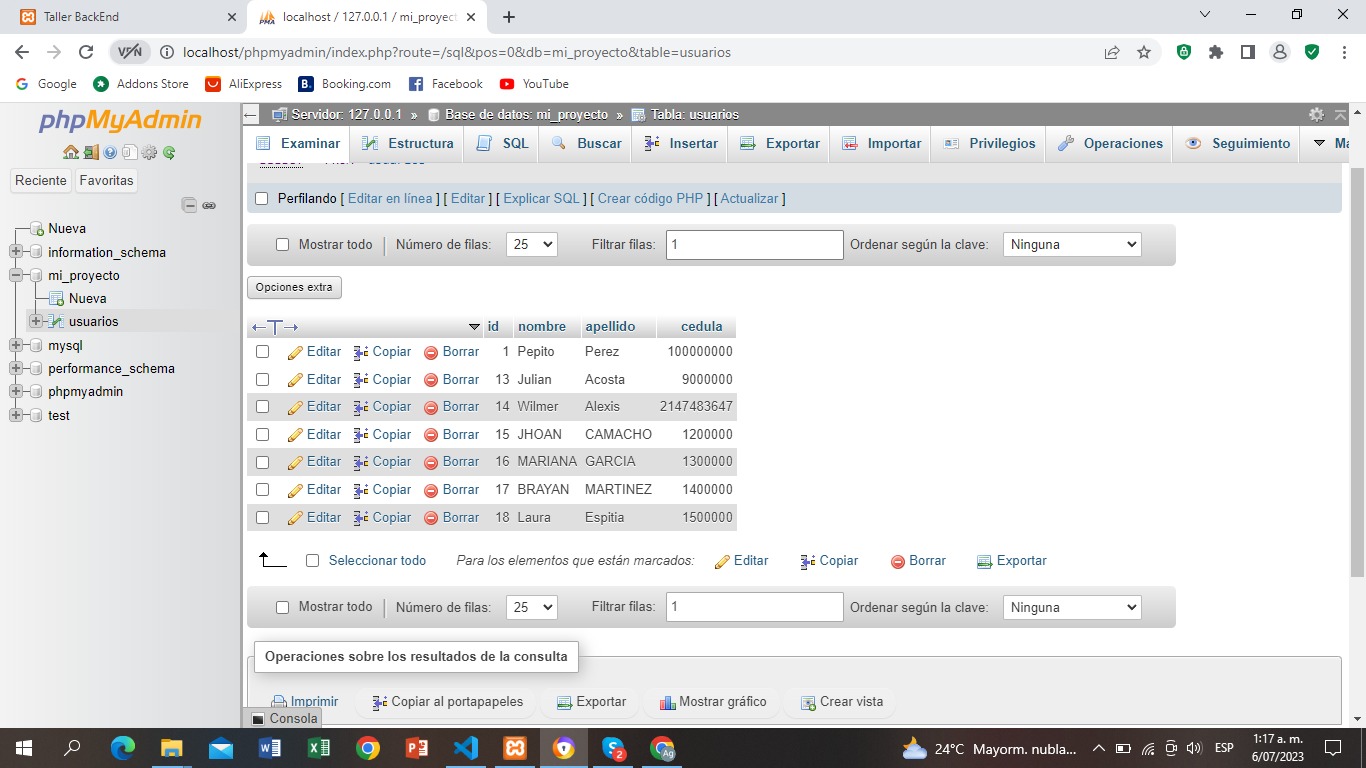 Taller BackEnd
localhost / 127.0.0.1 / mi_proyect
VPN
localhost/phpmyadmin/index.php?route=/sql&pos=0&db=mi_proyecto&table=usuarios
Google Addons Store AliExpress Booking.com Facebook YouTube
phpMyAdmin
Reciente Favoritas
Nueva
information_schema
mi_proyecto
Nueva
usuarios
mysql
performance_schema
phpmyadmin
test
Servidor: 127.0.0.1 » Base de datos: mi_proyecto » Tabla: usuarios
Examinar Estructura SQL Buscar Insertar Exportar Importar Privilegios Operaciones Seguimiento Má
Perfilando [ Editar en línea ] [ Editar ] [ Explicar SQL ] [ Crear código PHP ] [ Actualizar ]
Mostrar todo Número de filas: 25 Filtrar filas: 1 Ordenar según la clave: Ninguna
Opciones extra
←T→ id nombre apellido cedula
Editar Copiar Borrar 1 Pepito Perez 100000000
Editar Copiar Borrar 13 Julian Acosta 9000000
Editar Copiar Borrar 14 Wilmer Alexis 2147483647
Editar Copiar Borrar 15 JHOAN CAMACHO 1200000
Editar Copiar Borrar 16 MARIANA GARCIA 1300000
Editar Copiar Borrar 17 BRAYAN MARTINEZ 1400000
Editar Copiar Borrar 18 Laura Espitia 1500000
Seleccionar todo Para los elementos que están marcados: Editar Copiar Borrar Exportar
Mostrar todo Número de filas: 25 Filtrar filas: 1 Ordenar según la clave: Ninguna
Operaciones sobre los resultados de la consulta
Imprimir Copiar al portapapeles Exportar Mostrar gráfico Crear vista
Consola
24°C Mayorm. nubla... ESP 1:17 a. m.
6/07/2023